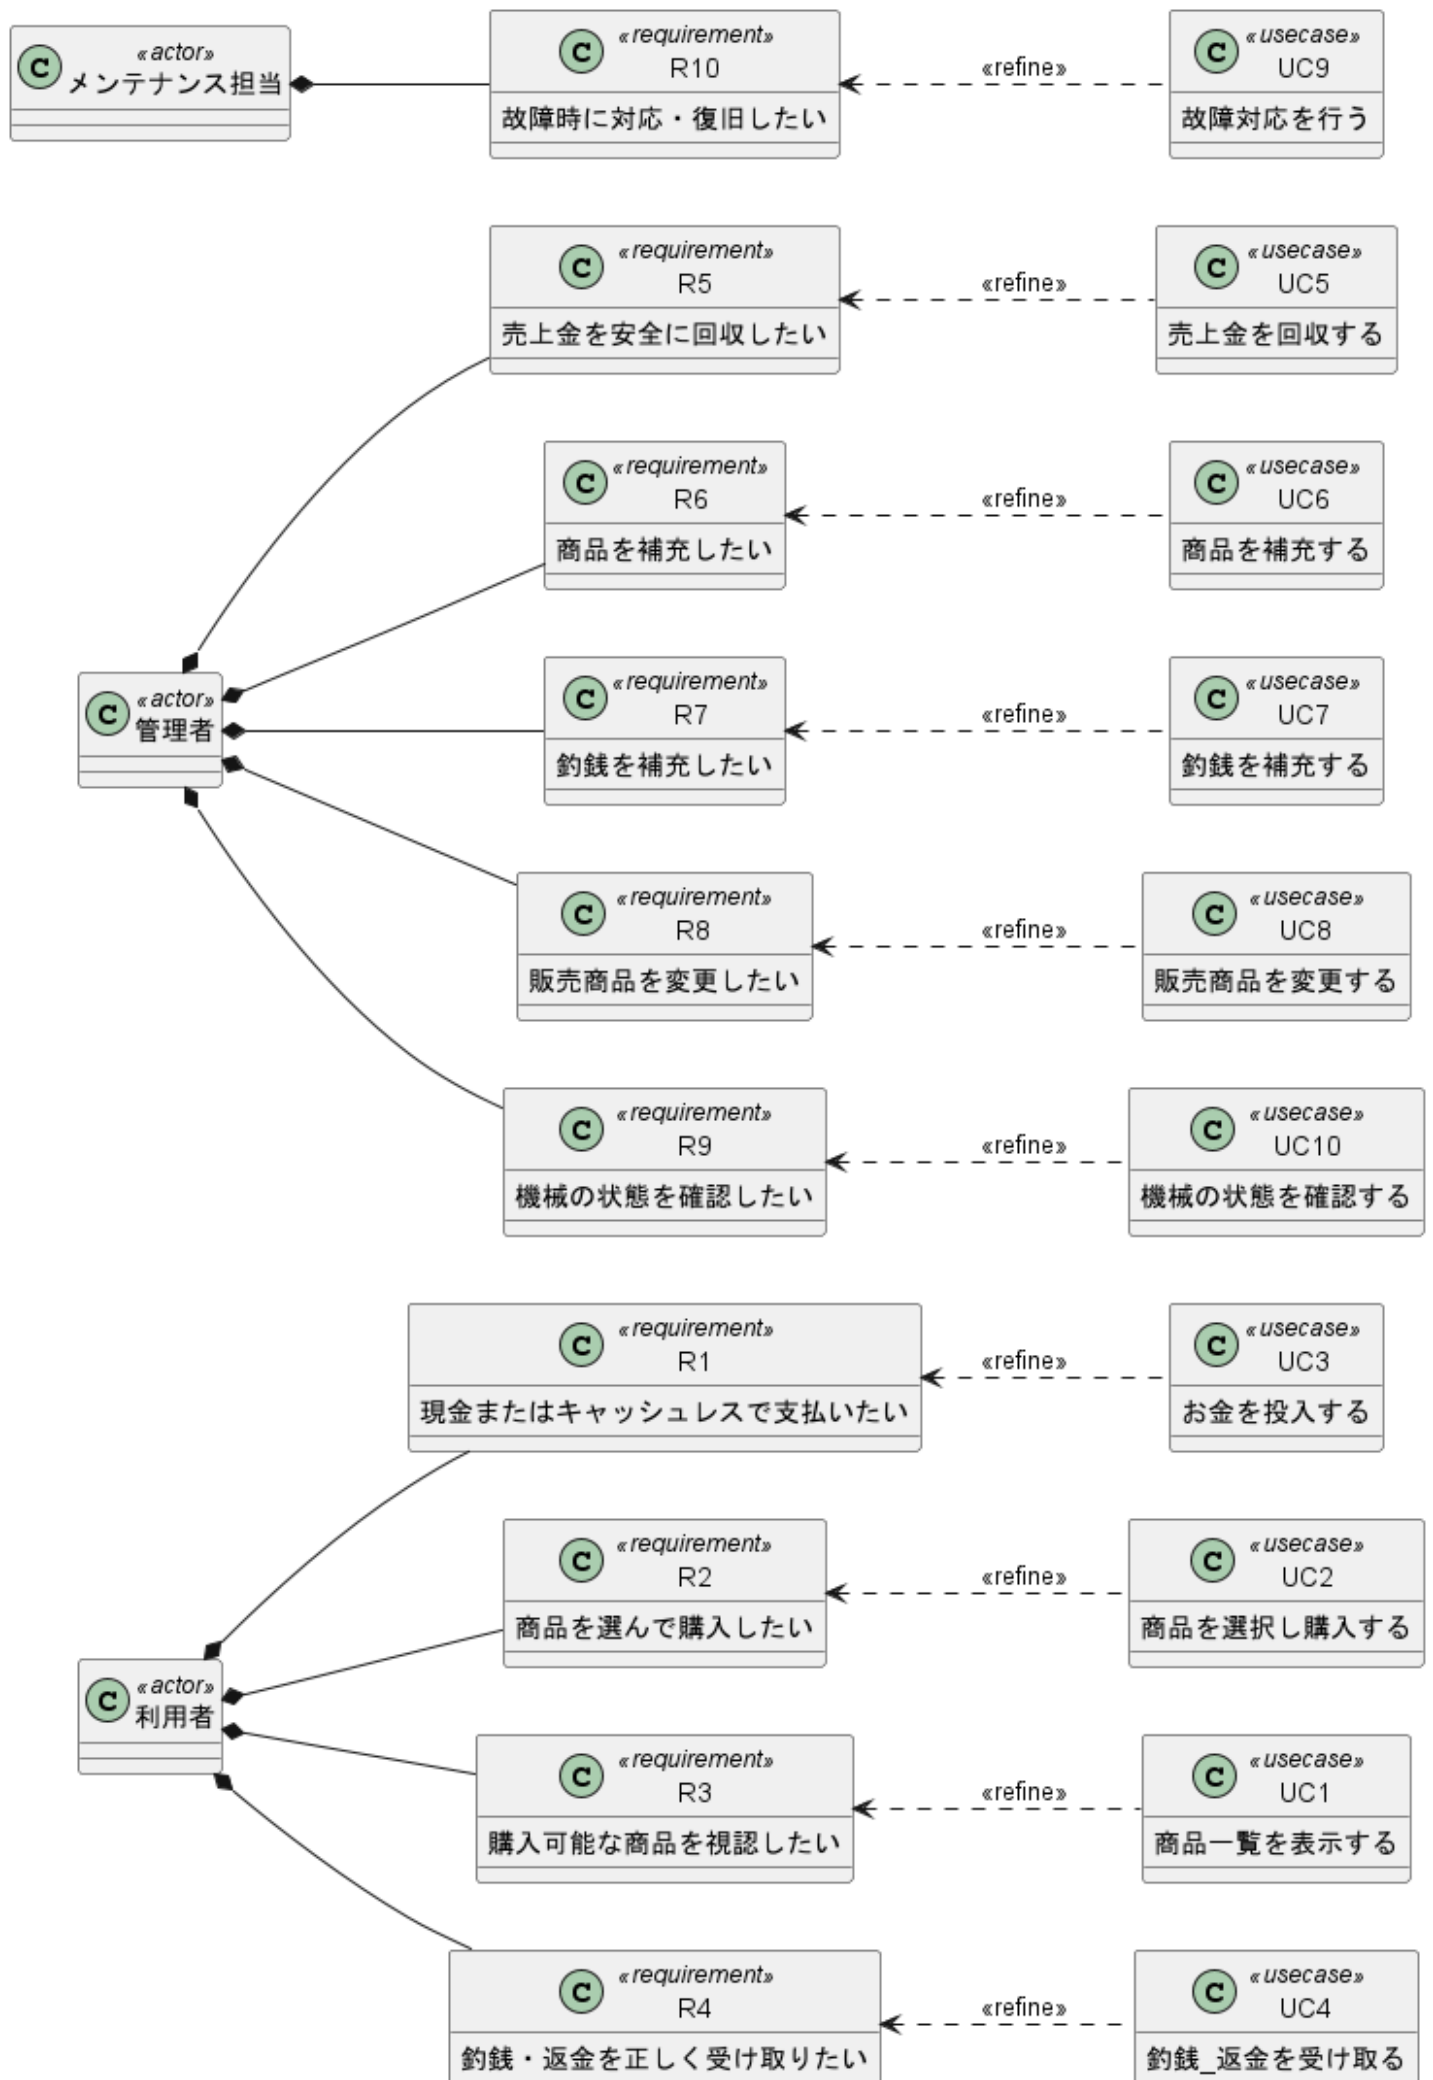 C
«actor»
メンテナンス担当
C
«requirement»
R10
故障時に対応・復旧したい
«refine»
C
«usecase»
UC9
故障対応を行う
C
«requirement»
R5
売上金を安全に回収したい
«refine»
C
«usecase»
UC5
売上金を回収する
C
«requirement»
R6
商品を補充したい
«refine»
C
«usecase»
UC6
商品を補充する
C
«actor»
管理者
C
«requirement»
R7
釣銭を補充したい
«refine»
C
«usecase»
UC7
釣銭を補充する
C
«requirement»
R8
販売商品を変更したい
«refine»
C
«usecase»
UC8
販売商品を変更する
C
«requirement»
R9
機械の状態を確認したい
«refine»
C
«usecase»
UC10
機械の状態を確認する
C
«requirement»
R1
現金またはキャッシュレスで支払いたい
«refine»
C
«usecase»
UC3
お金を投入する
C
«requirement»
R2
商品を選んで購入したい
«refine»
C
«usecase»
UC2
商品を選択し購入する
C
«actor»
利用者
C
«requirement»
R3
購入可能な商品を視認したい
«refine»
C
«usecase»
UC1
商品一覧を表示する
C
«requirement»
R4
釣銭・返金を正しく受け取りたい
«refine»
C
«usecase»
UC4
釣銭_返金を受け取る